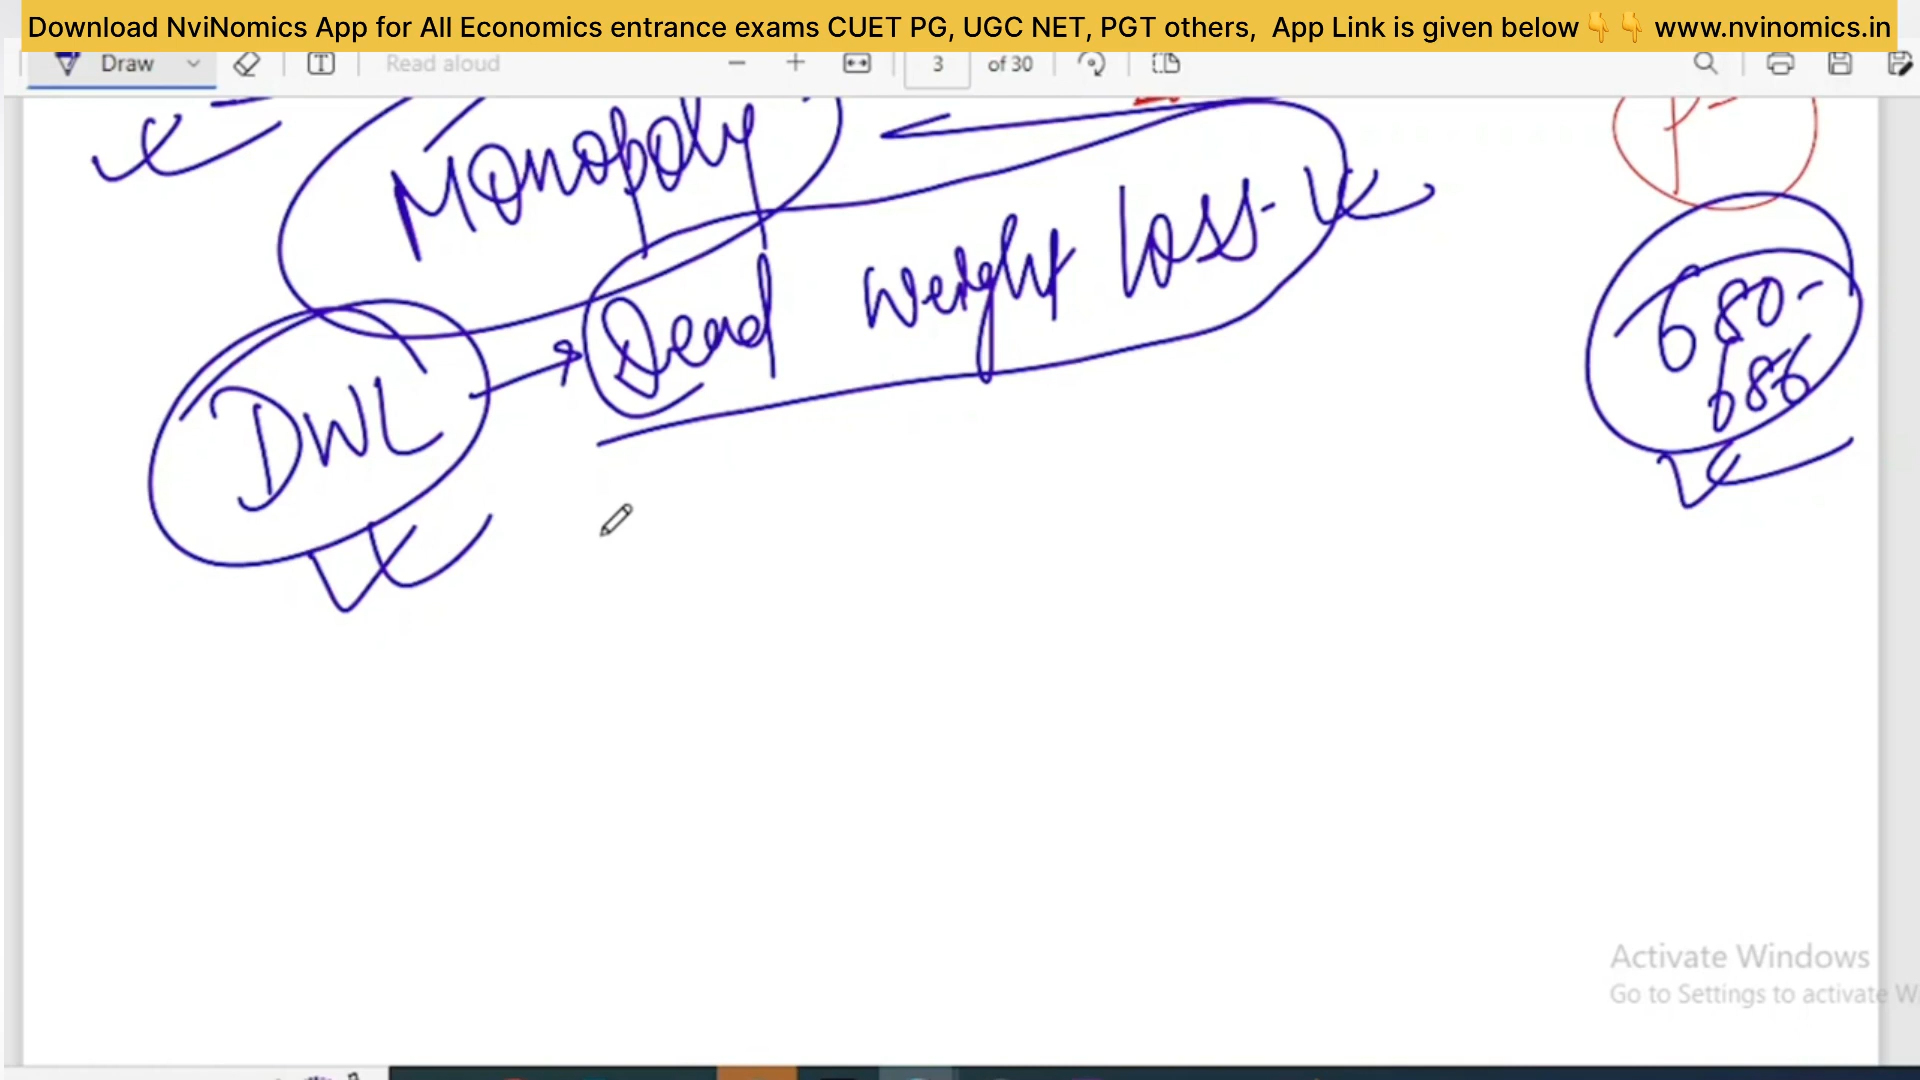 Download NviNomics App for All Economics entrance exams CUET PG, UGC NET, PGT others, App Link is given below👇👇 www.nvinomics.in
Draw Read aloud 3 of 30
Monopoly
P-
Dead weight loss-
DWL
680-
686
Activate Windows
Go to Settings to activate W